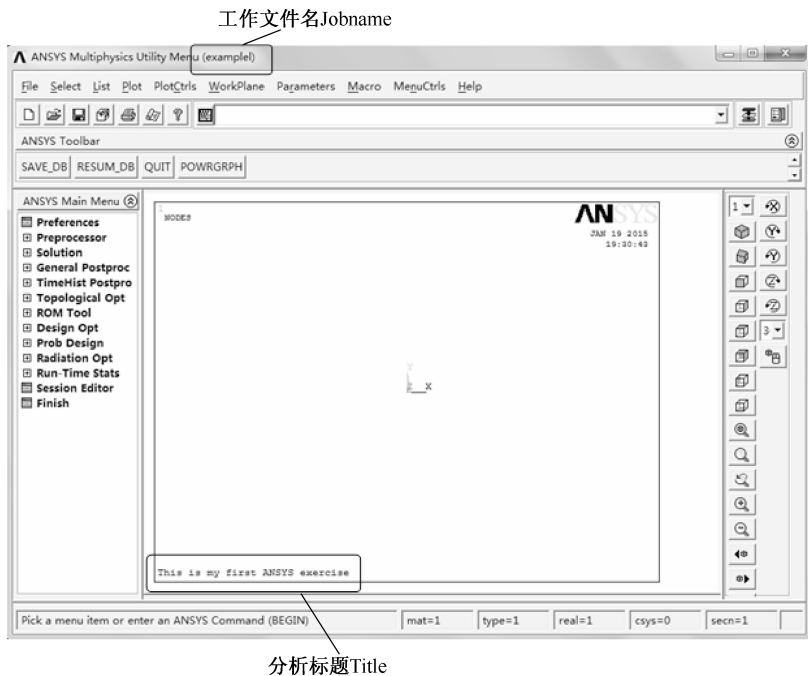 工作文件名Jobname
ANSYS Multiphysics Utility Menu (examplel)
File Select List Plot PlotCtrls WorkPlane Parameters Macro MenuCtrls Help
ANSYS Toolbar
SAVE_DB RESUM_DB QUIT POWRGRPH
ANSYS Main Menu
Preferences
Preprocessor
Solution
General Postproc
TimeHist Postpro
Topological Opt
ROM Tool
Design Opt
Prob Design
Radiation Opt
Run-Time Stats
Session Editor
Finish
1
NODES
ANSYS
JAN 19 2015
19:30:43
Y
Z X
This is my first ANSYS exercise
1
X
Y
Y
Z
Z
3
Pick a menu item or enter an ANSYS Command (BEGIN) mat=1 type=1 real=1 csys=0 secn=1
分析标题Title